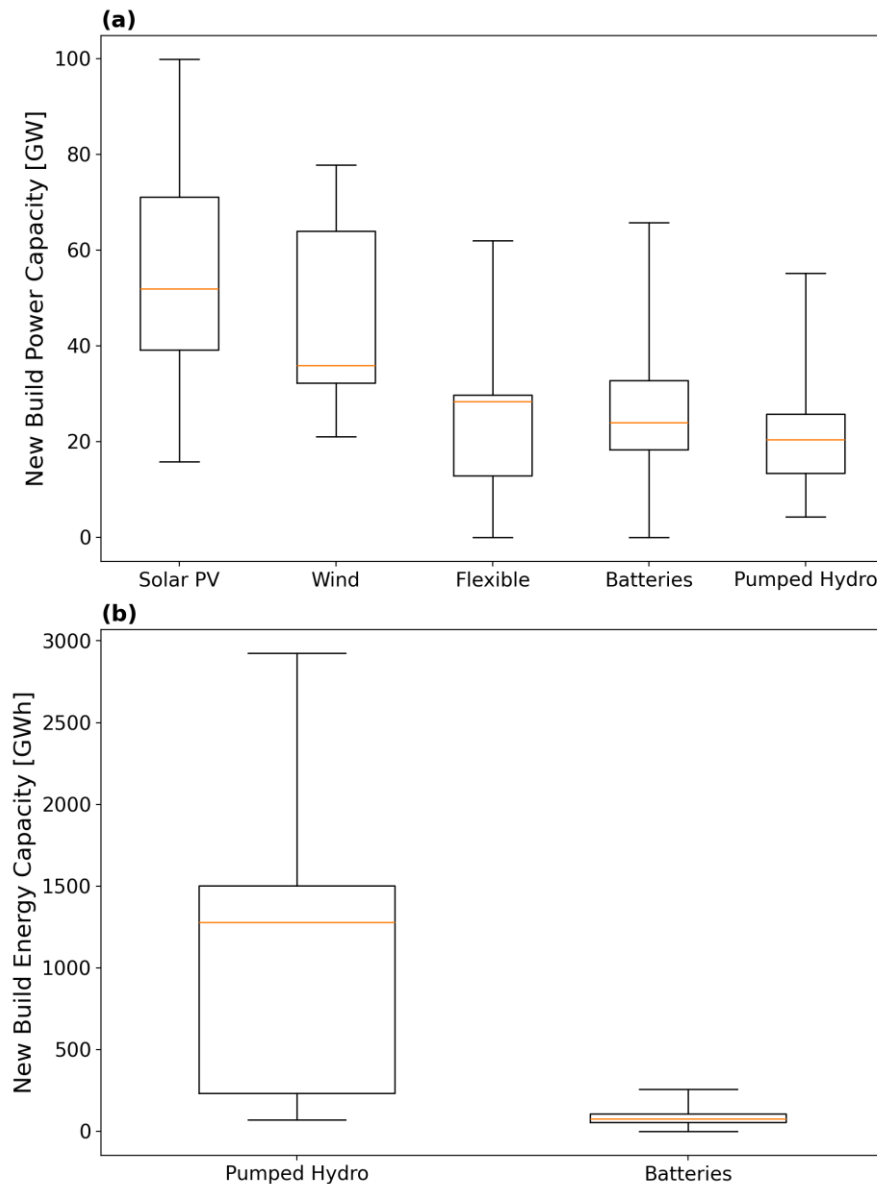 (a)
New Build Power Capacity [GW]
100
80
60
40
20
0
Solar PV
Wind
Flexible
Batteries
Pumped Hydro
(b)
New Build Energy Capacity [GWh]
3000
2500
2000
1500
1000
500
0
Pumped Hydro
Batteries